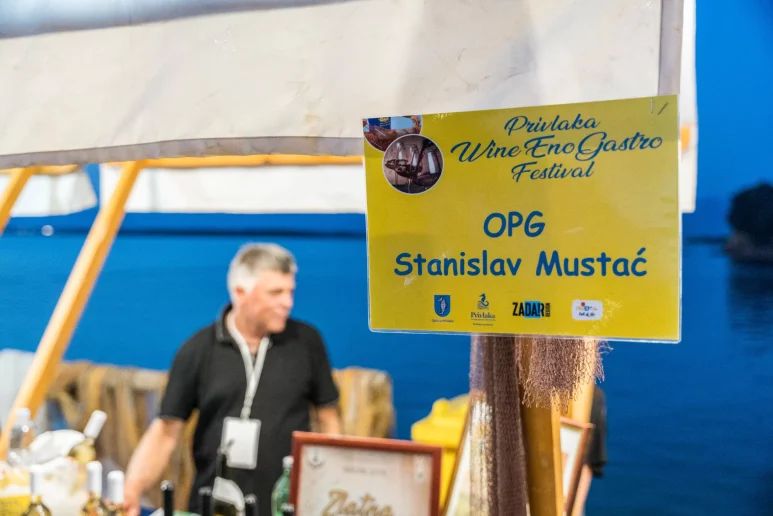 Privlaka
Wine Eno Gastro
Festival
OPG
Stanislav Mustać
Privlaka
ZADAR
Zlatna